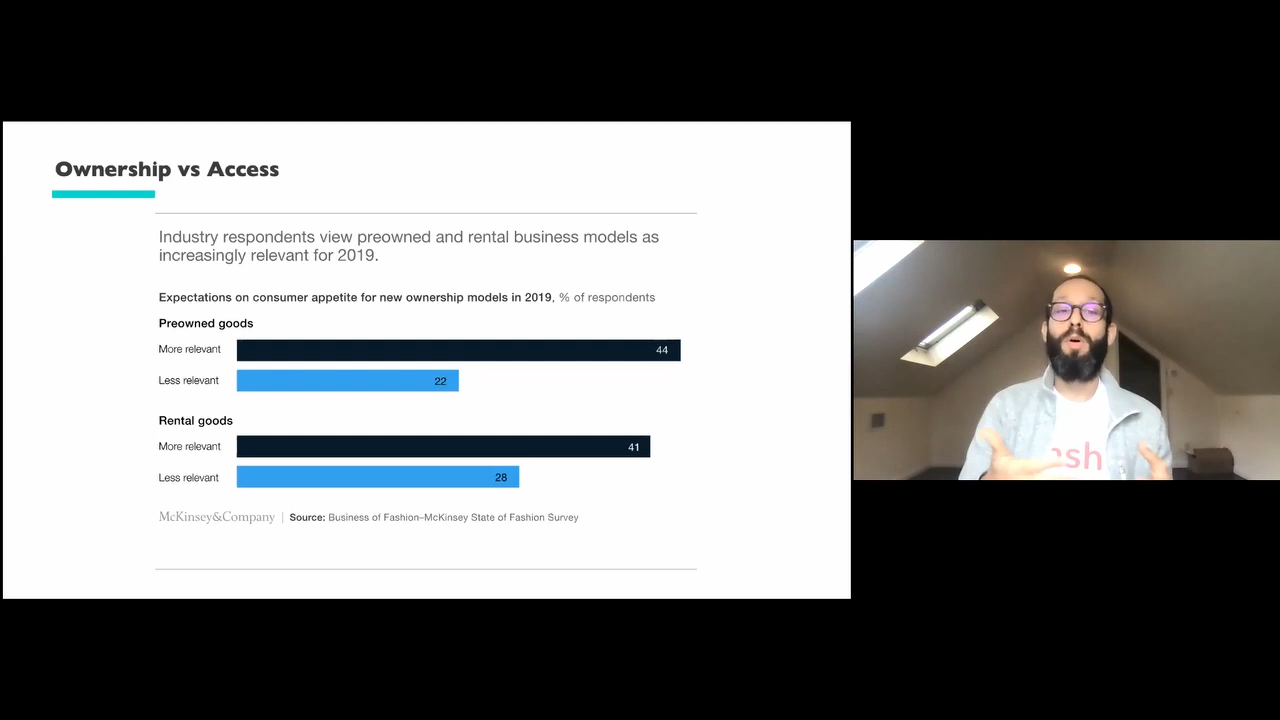 Ownership vs Access
Industry respondents view preowned and rental business models as
increasingly relevant for 2019.
Expectations on consumer appetite for new ownership models in 2019, % of respondents
Preowned goods
More relevant 44
Less relevant 22
Rental goods
More relevant 41
Less relevant 28
McKinsey&Company | Source: Business of Fashion–McKinsey State of Fashion Survey